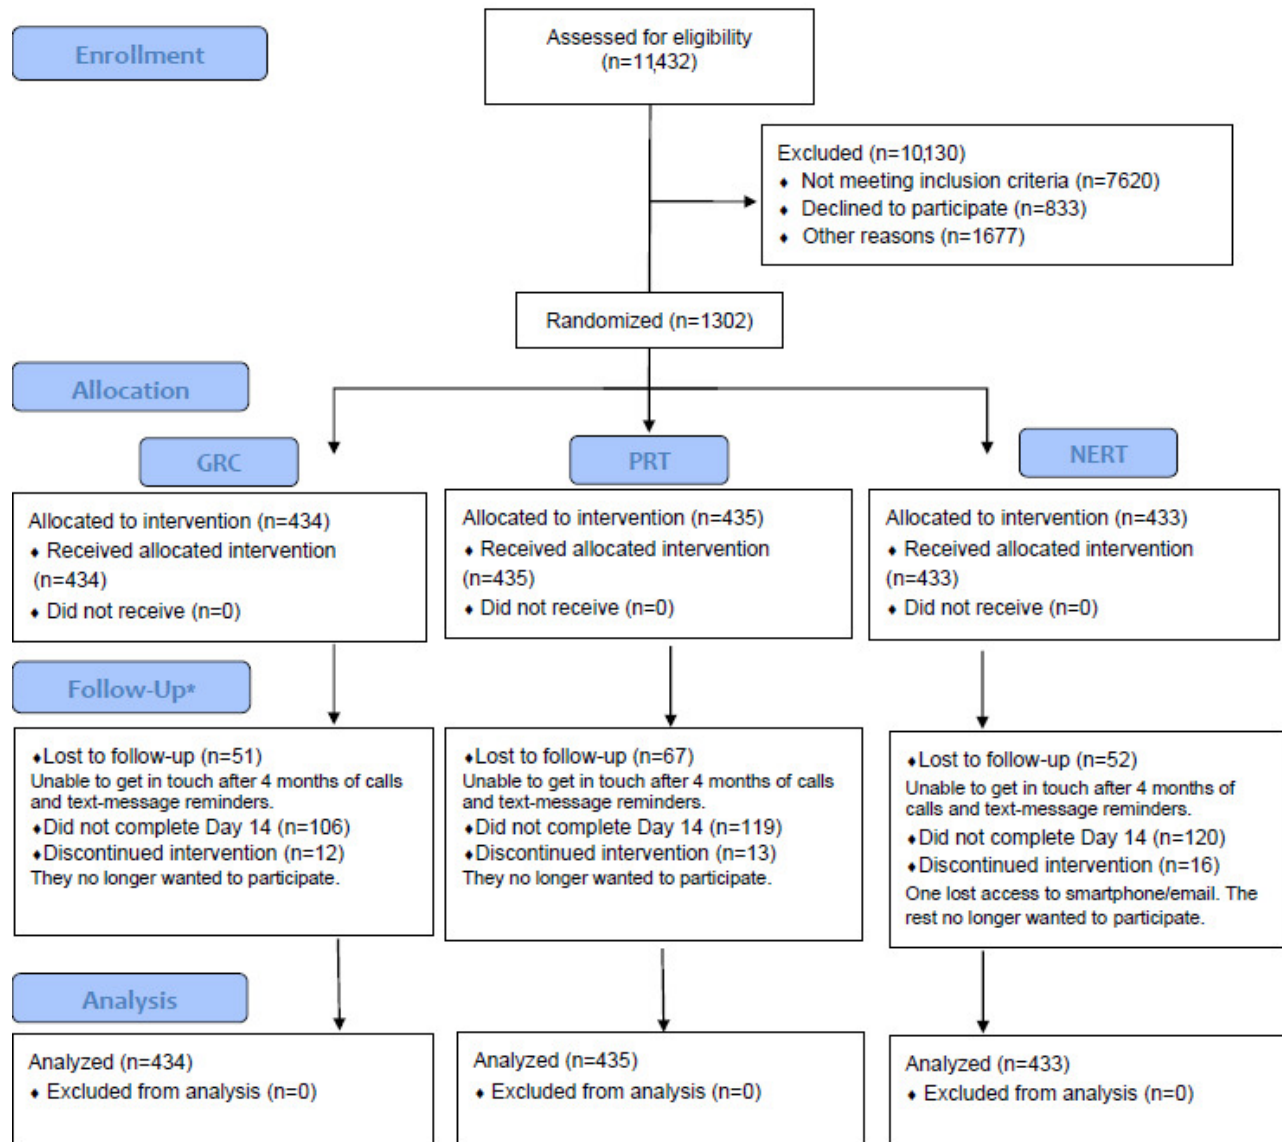 Enrollment
Assessed for eligibility
(n=11,432)
Excluded (n=10,130)
♦ Not meeting inclusion criteria (n=7620)
♦ Declined to participate (n=833)
♦ Other reasons (n=1677)
Randomized (n=1302)
Allocation
GRC
PRT
NERT
Allocated to intervention (n=434)
♦ Received allocated intervention
(n=434)
♦ Did not receive (n=0)
Allocated to intervention (n=435)
♦ Received allocated intervention
(n=435)
♦ Did not receive (n=0)
Allocated to intervention (n=433)
♦ Received allocated intervention
(n=433)
♦ Did not receive (n=0)
Follow-Up*
♦Lost to follow-up (n=51)
Unable to get in touch after 4 months of calls
and text-message reminders.
♦Did not complete Day 14 (n=106)
♦Discontinued intervention (n=12)
They no longer wanted to participate.
♦Lost to follow-up (n=67)
Unable to get in touch after 4 months of calls
and text-message reminders.
♦Did not complete Day 14 (n=119)
♦Discontinued intervention (n=13)
They no longer wanted to participate.
♦Lost to follow-up (n=52)
Unable to get in touch after 4 months of
calls and text-message reminders.
♦Did not complete Day 14 (n=120)
♦Discontinued intervention (n=16)
One lost access to smartphone/email. The
rest no longer wanted to participate.
Analysis
Analyzed (n=434)
♦ Excluded from analysis (n=0)
Analyzed (n=435)
♦ Excluded from analysis (n=0)
Analyzed (n=433)
♦ Excluded from analysis (n=0)